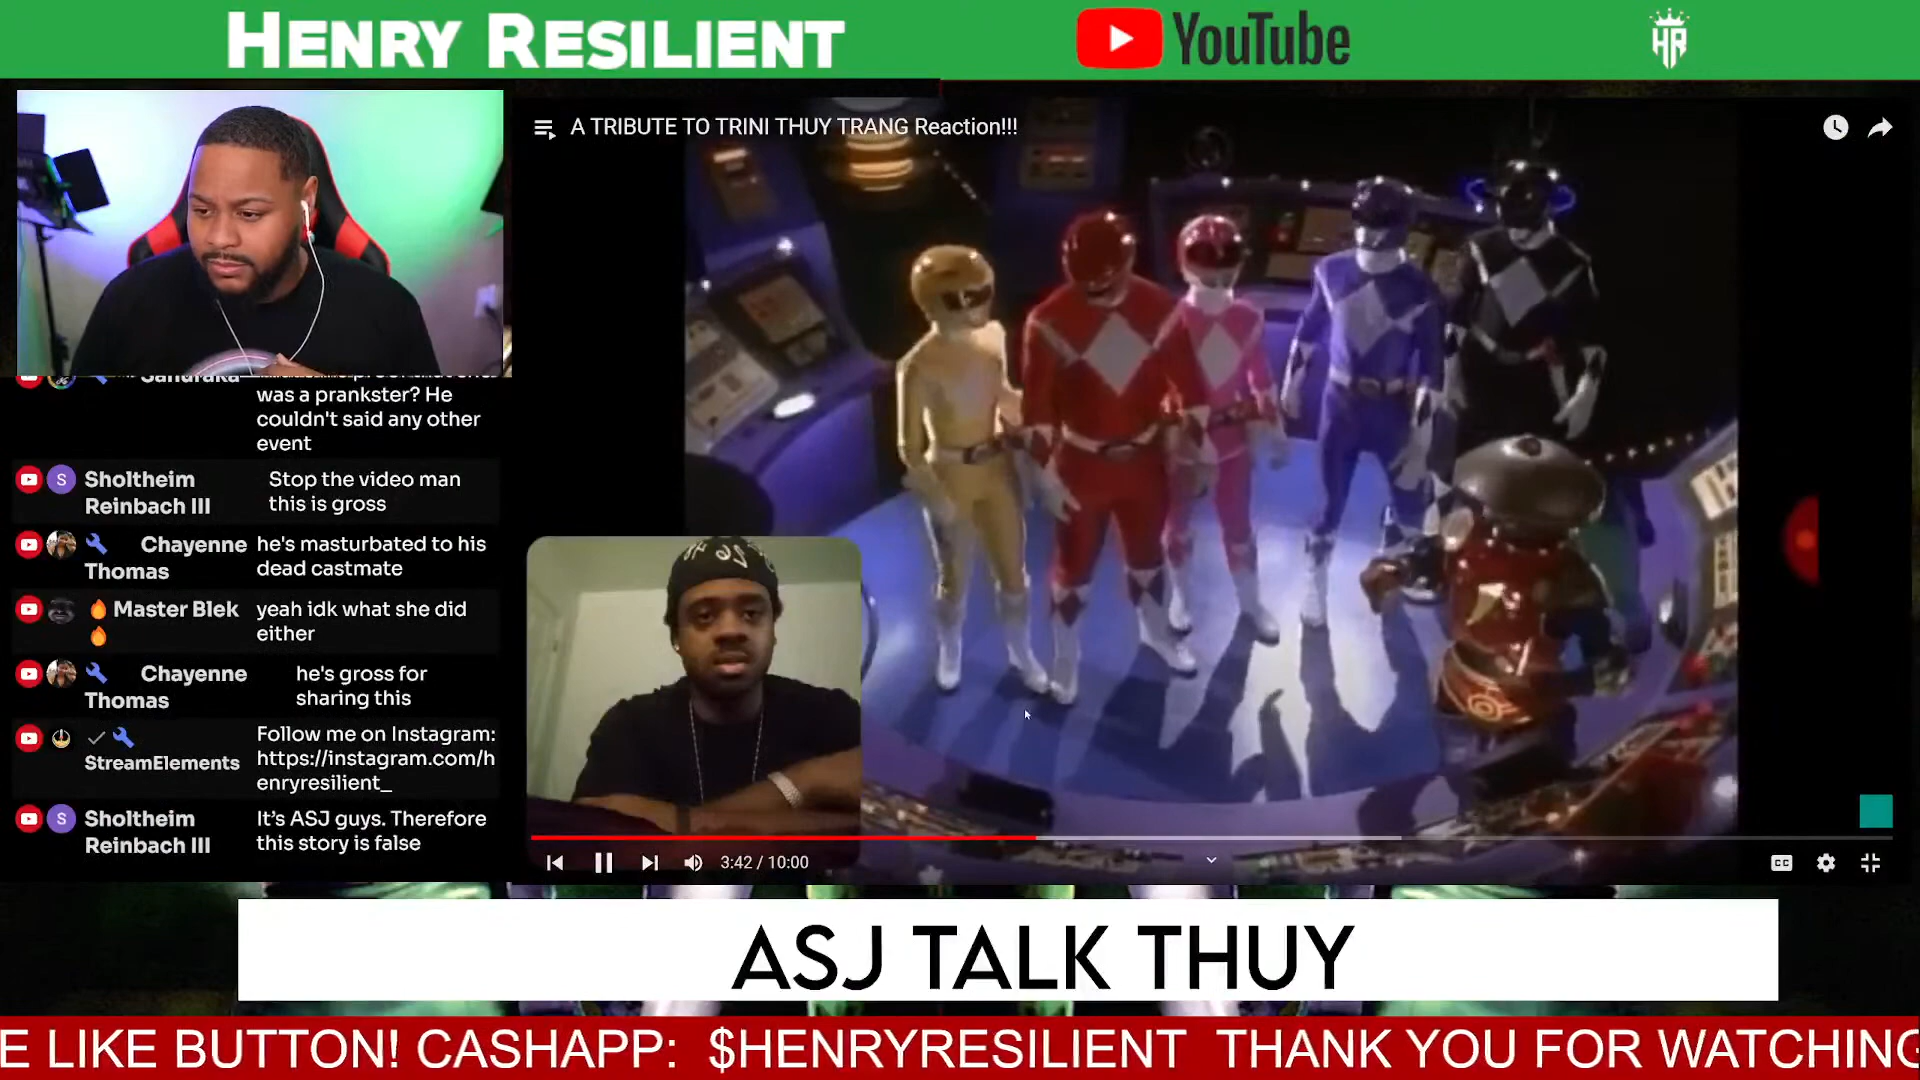 HENRY RESILIENT
YouTube
HR
A TRIBUTE TO TRINI THUY TRANG Reaction!!!
was a prankster? He
couldn't said any other
event
Sholtheim
Reinbach III
Stop the video man
this is gross
Chayenne
Thomas
he's masturbated to his
dead castmate
Master Blek
yeah idk what she did
either
Chayenne
Thomas
he's gross for
sharing this
StreamElements
Follow me on Instagram:
https://instagram.com/h
enryresilient_
Sholtheim
Reinbach III
It's ASJ guys. Therefore
this story is false
3:42 / 10:00
CC
ASJ TALK THUY
E LIKE BUTTON! CASHAPP: $HENRYRESILIENT THANK YOU FOR WATCHING